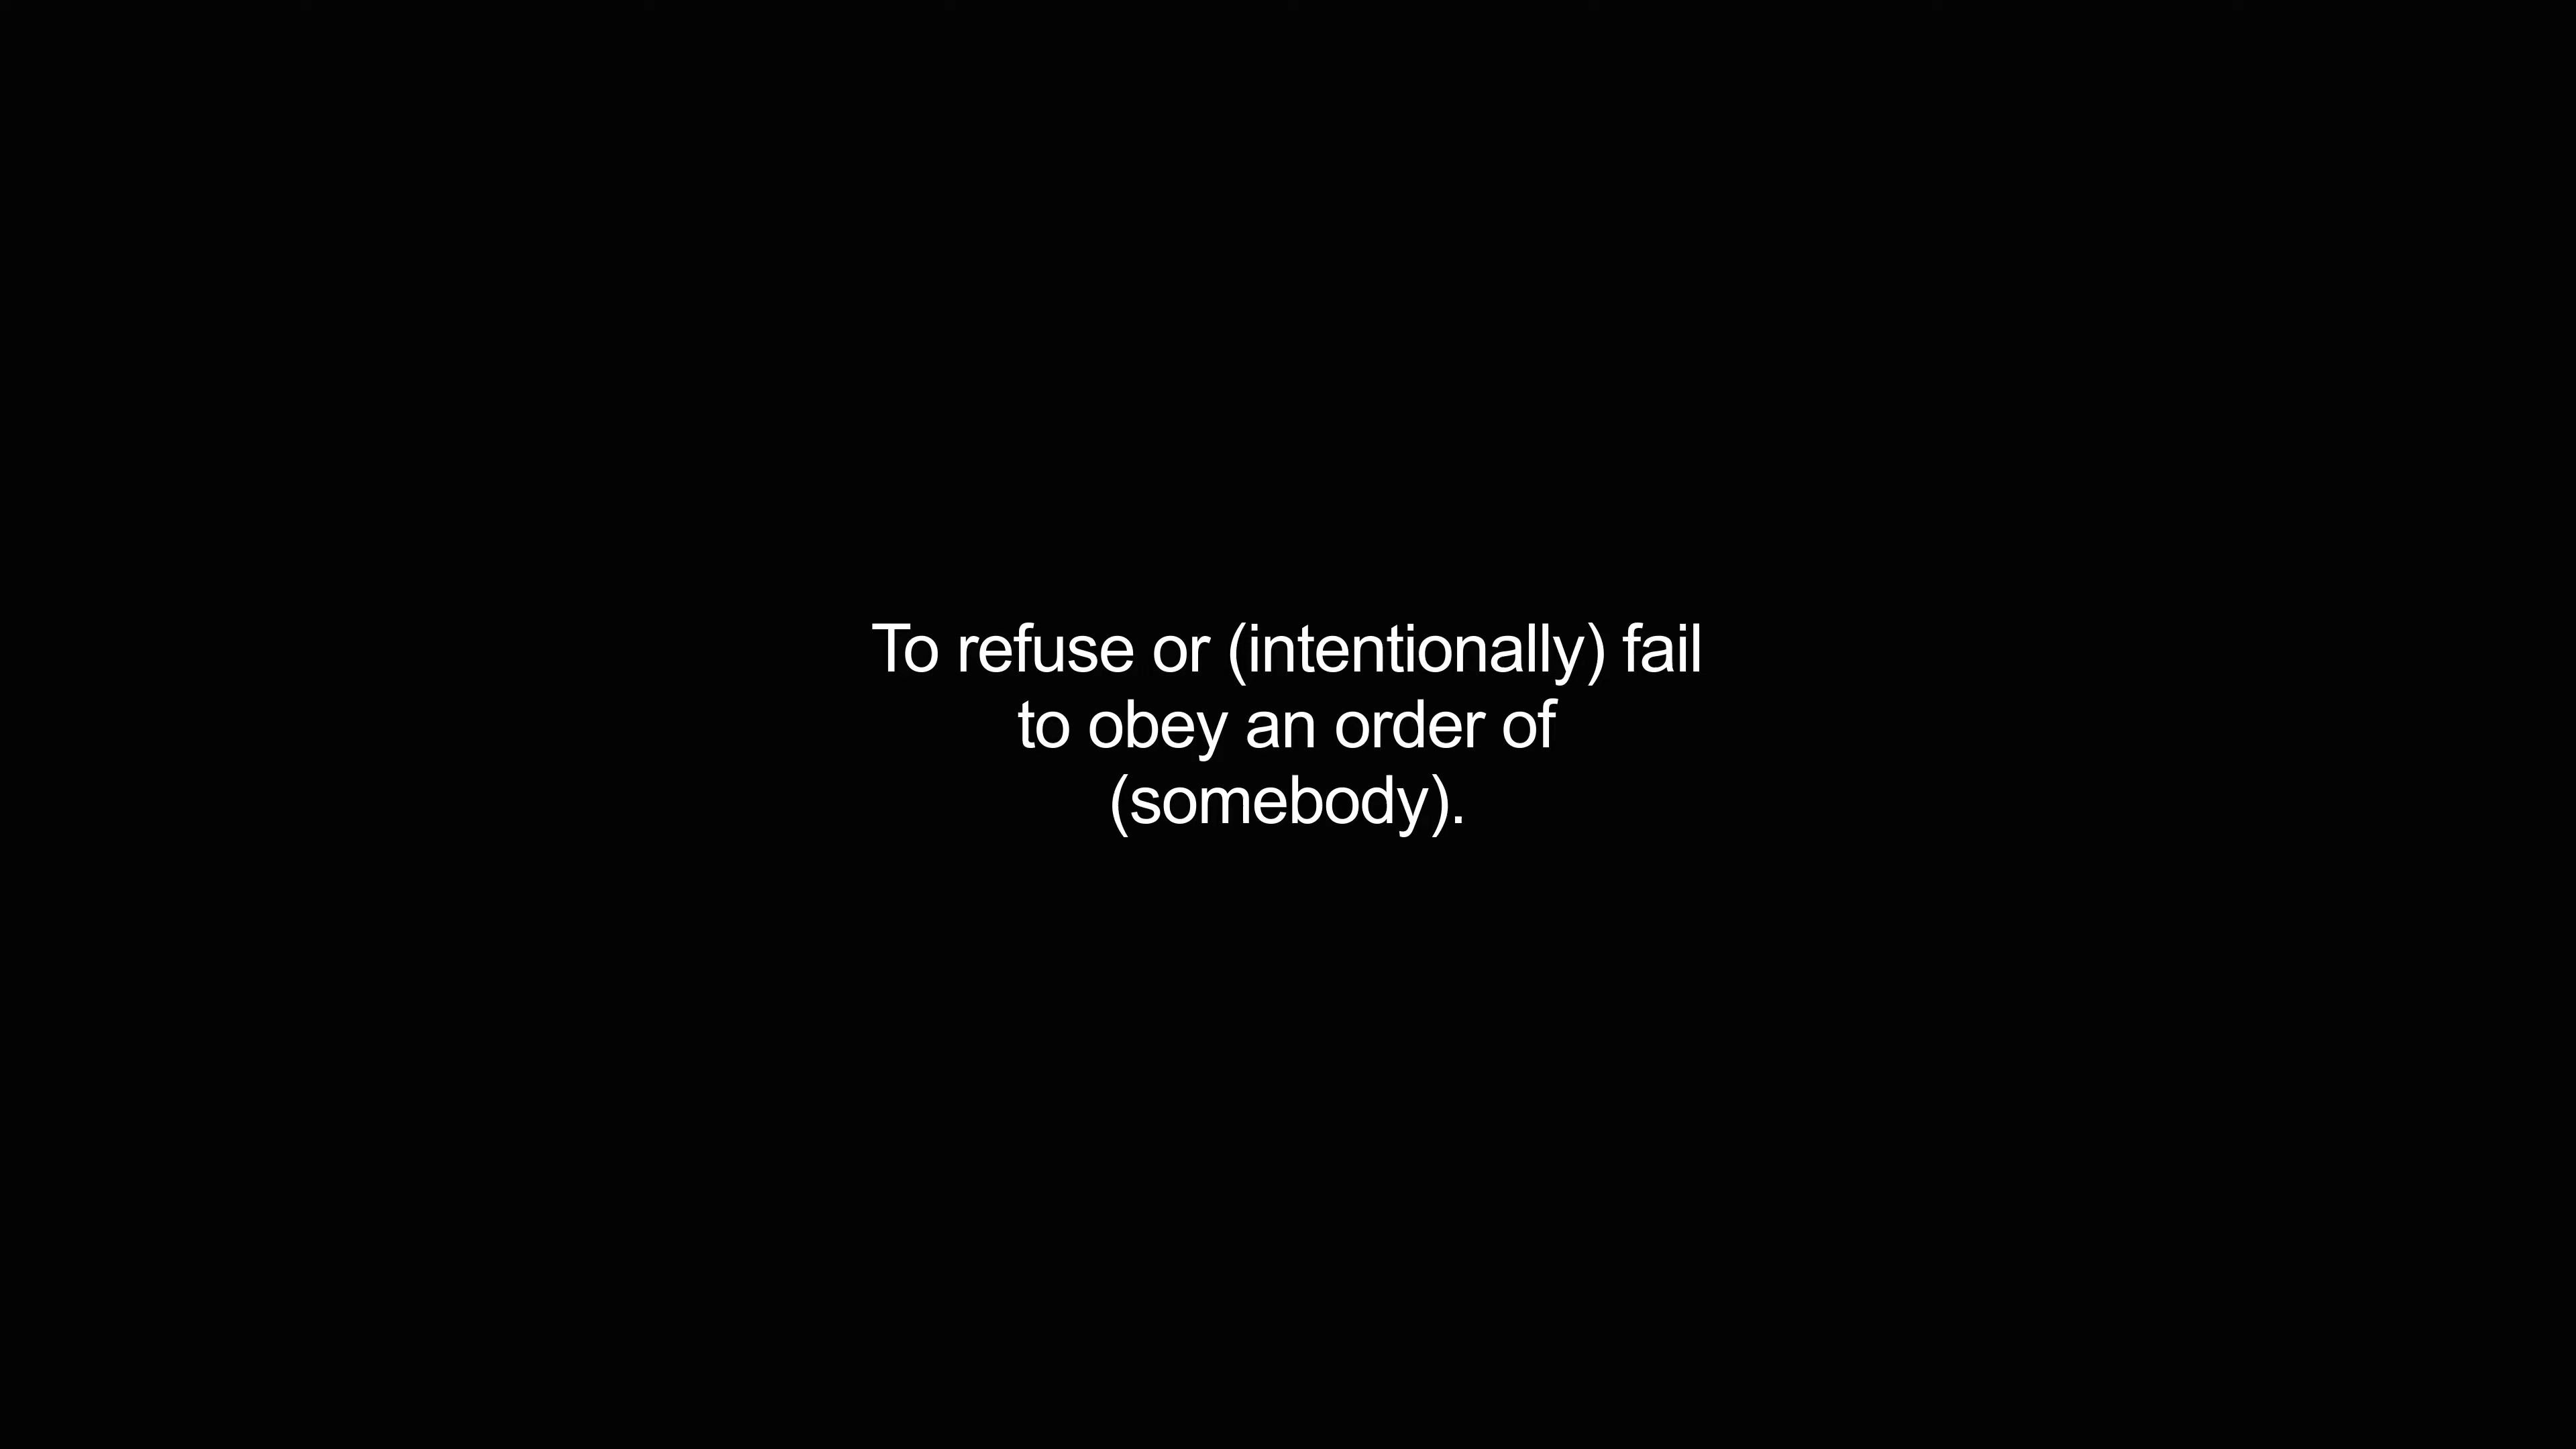 To refuse or (intentionally) fail
to obey an order of
(somebody).